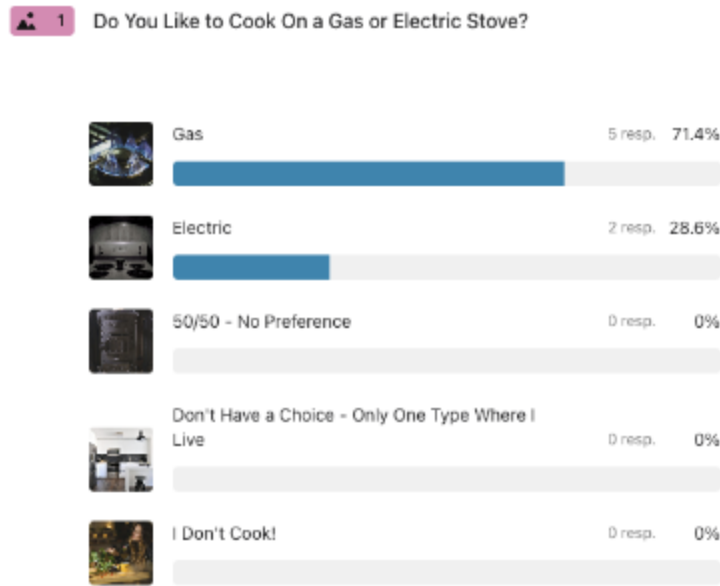 1 Do You Like to Cook On a Gas or Electric Stove?
Gas 5 resp. 71.4%
Electric 2 resp. 28.6%
50/50 - No Preference 0 resp. 0%
Don't Have a Choice - Only One Type Where I
Live 0 resp. 0%
I Don't Cook! 0 resp. 0%